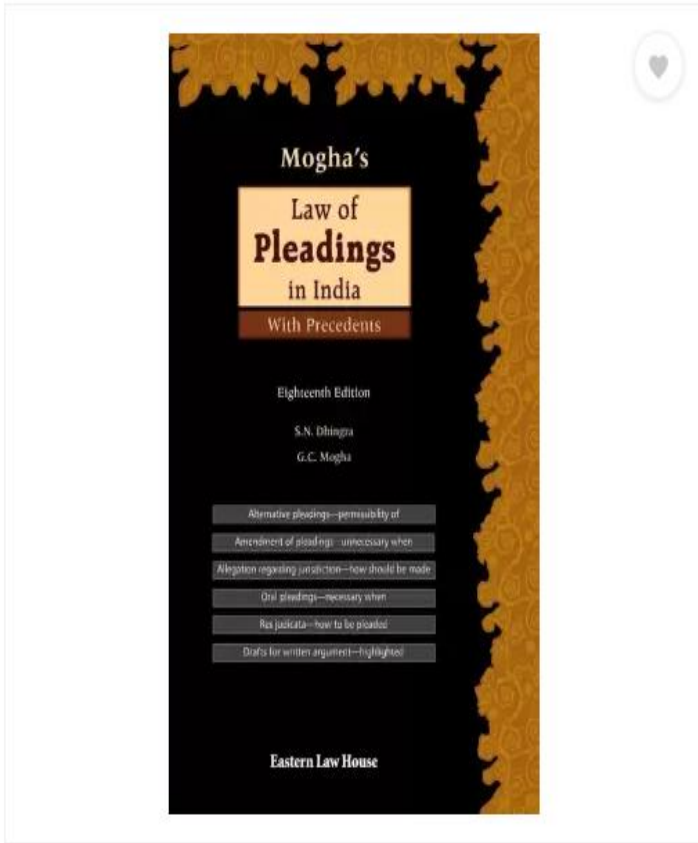 Mogha's
Law of
Pleadings
in India
With Precedents
Eighteenth Edition
S.N. Dhingra
G.C. Mogha
Alternative pleadings—permissibility of
Amendment of pleadings—unnecessary when
Allegation regarding jurisdiction—how should be made
Oral pleadings—necessary when
Res judicata—how to be pleaded
Drafts for written argument—highlighted
Eastern Law House